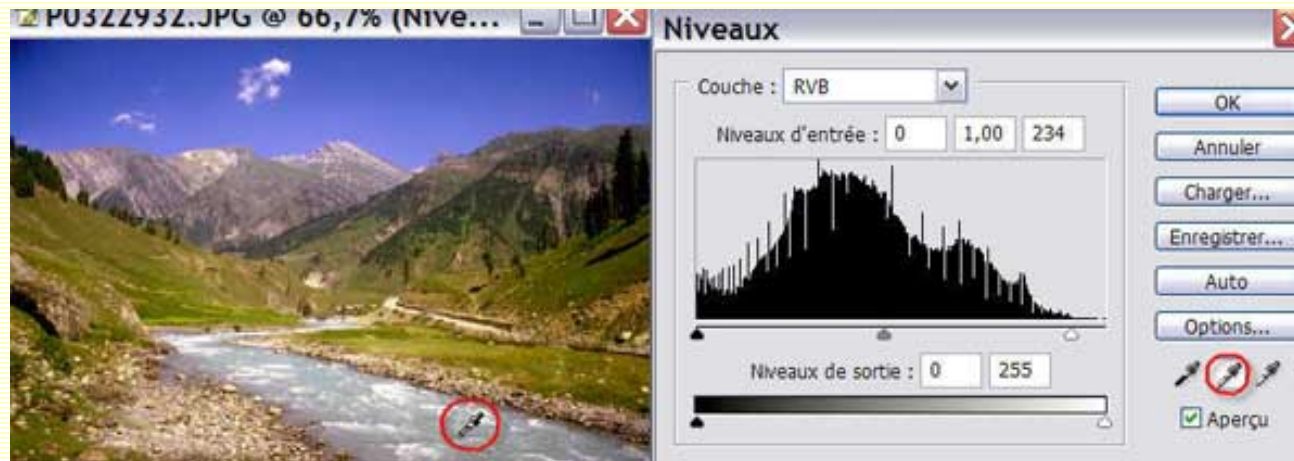 P0322932.JPG @ 66,7% (Nive...
Niveaux
Couche : RVB
Niveaux d'entrée : 0 1,00 234
Niveaux de sortie : 0 255
OK
Annuler
Charger...
Enregistrer...
Auto
Options...
Aperçu